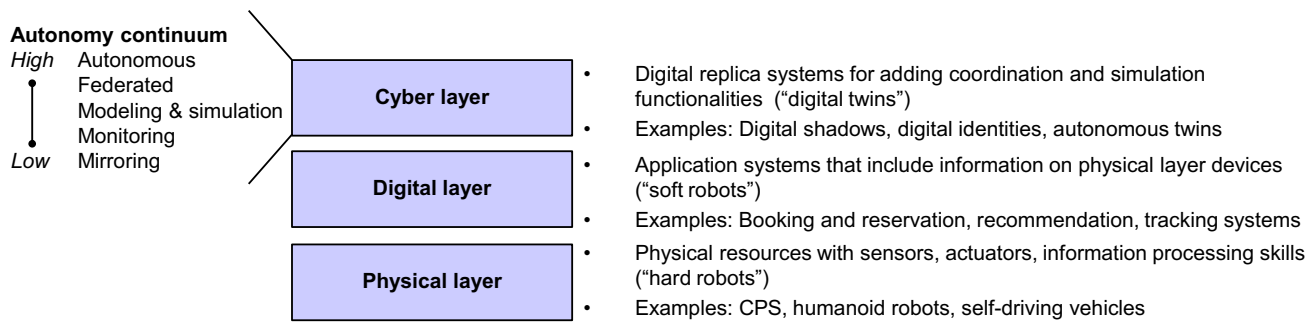 Autonomy continuum
High Autonomous
Federated
Modeling & simulation
Monitoring
Low Mirroring
Cyber layer
• Digital replica systems for adding coordination and simulation
functionalities (“digital twins”)
• Examples: Digital shadows, digital identities, autonomous twins
Digital layer
• Application systems that include information on physical layer devices
(“soft robots”)
• Examples: Booking and reservation, recommendation, tracking systems
Physical layer
• Physical resources with sensors, actuators, information processing skills
(“hard robots”)
• Examples: CPS, humanoid robots, self-driving vehicles